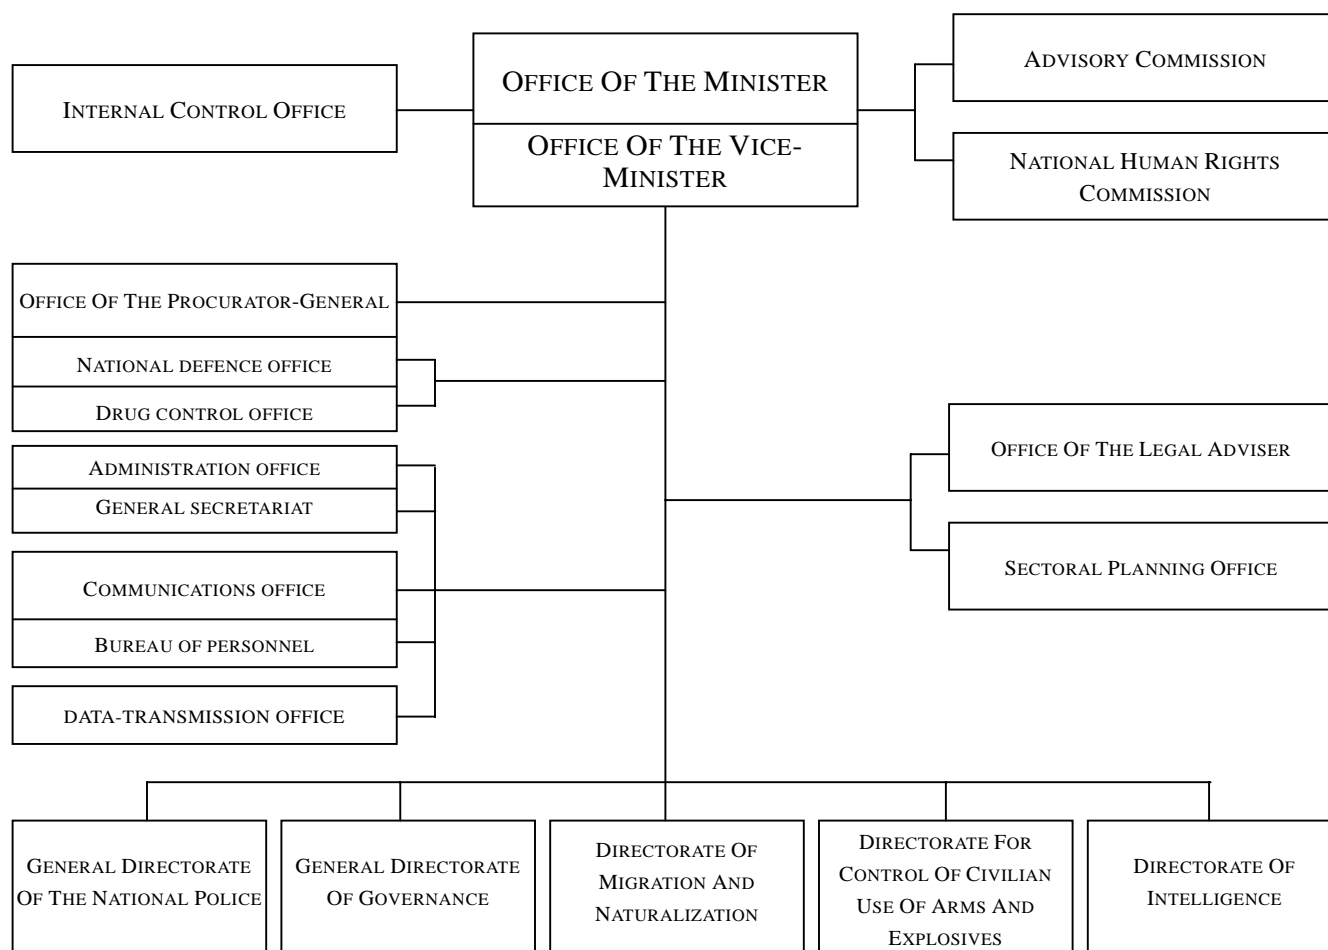 INTERNAL CONTROL OFFICE
OFFICE OF THE MINISTER
OFFICE OF THE VICE-
MINISTER
ADVISORY COMMISSION
NATIONAL HUMAN RIGHTS
COMMISSION
OFFICE OF THE PROCURATOR-GENERAL
NATIONAL DEFENCE OFFICE
DRUG CONTROL OFFICE
ADMINISTRATION OFFICE
GENERAL SECRETARIAT
COMMUNICATIONS OFFICE
BUREAU OF PERSONNEL
DATA-TRANSMISSION OFFICE
OFFICE OF THE LEGAL ADVISER
SECTORAL PLANNING OFFICE
GENERAL DIRECTORATE
OF THE NATIONAL POLICE
GENERAL DIRECTORATE
OF GOVERNANCE
DIRECTORATE OF
MIGRATION AND
NATURALIZATION
DIRECTORATE FOR
CONTROL OF CIVILIAN
USE OF ARMS AND
EXPLOSIVES
DIRECTORATE OF
INTELLIGENCE